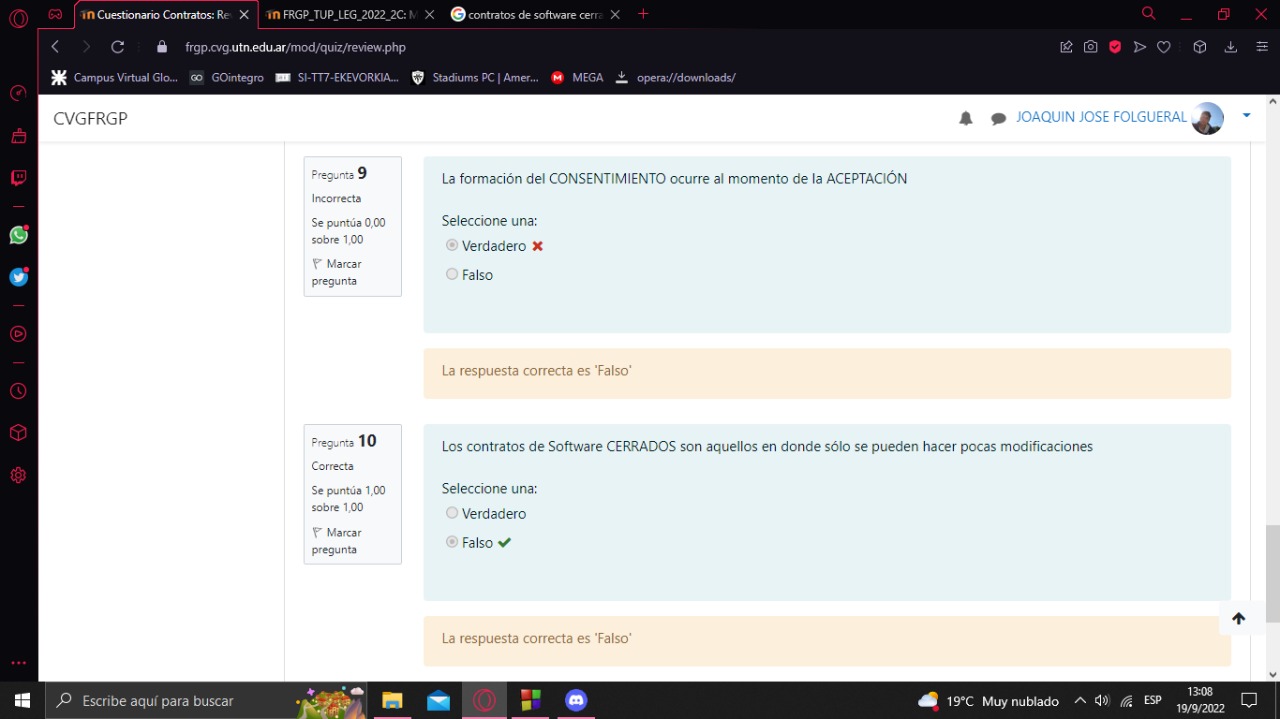 Cuestionario Contratos: Re
FRGP_TUP_LEG_2022_2C: M
contratos de software cerra
frgp.cvg.utn.edu.ar/mod/quiz/review.php
Campus Virtual Glo...
GO GOintegro
SI-TT7-EKEVORKIA...
Stadiums PC | Amer...
MEGA
opera://downloads/
CVGFRGP
JOAQUIN JOSE FOLGUERAL
Pregunta 9
Incorrecta
Se puntúa 0,00
sobre 1,00
Marcar
pregunta
La formación del CONSENTIMIENTO ocurre al momento de la ACEPTACIÓN
Seleccione una:
Verdadero
Falso
La respuesta correcta es 'Falso'
Pregunta 10
Correcta
Se puntúa 1,00
sobre 1,00
Marcar
pregunta
Los contratos de Software CERRADOS son aquellos en donde sólo se pueden hacer pocas modificaciones
Seleccione una:
Verdadero
Falso
La respuesta correcta es 'Falso'
Escribe aquí para buscar
19°C Muy nublado
ESP
13:08
19/9/2022